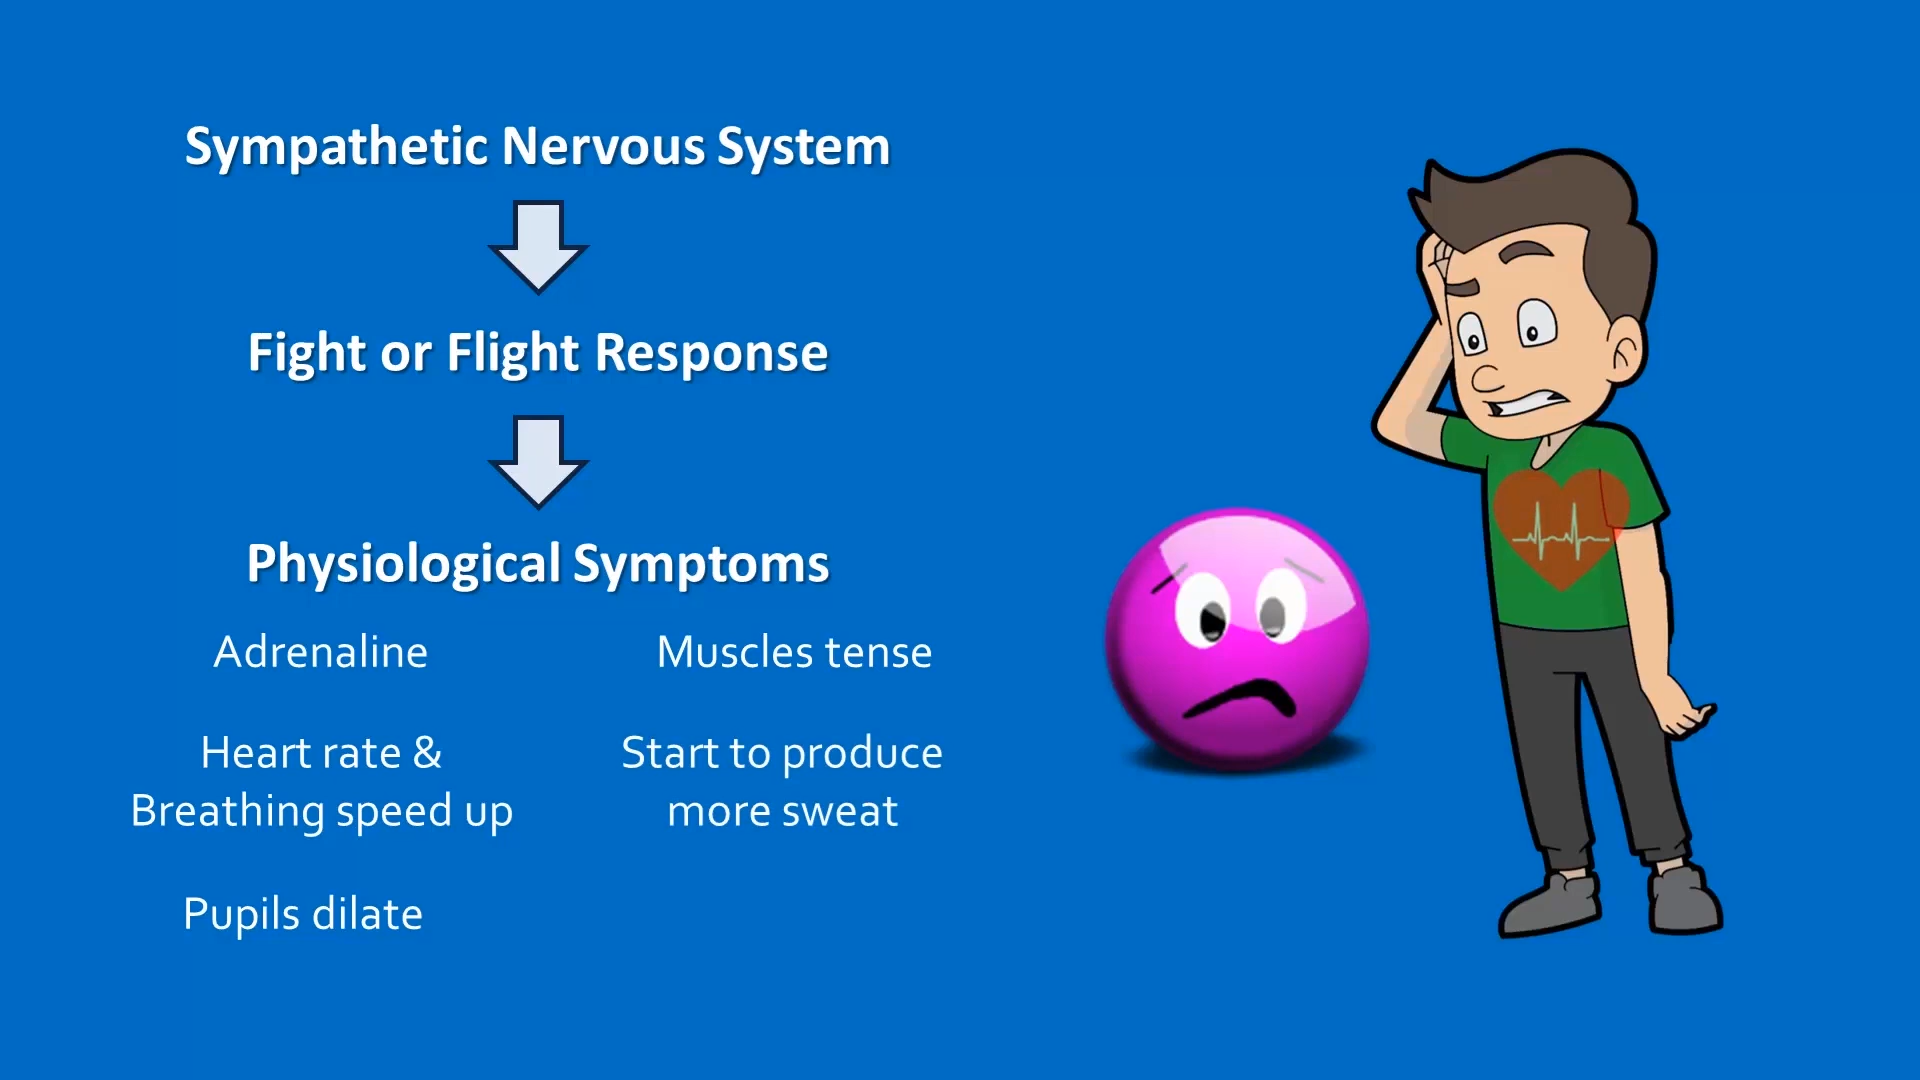 Sympathetic Nervous System
Fight or Flight Response
Physiological Symptoms
Adrenaline
Muscles tense
Heart rate &
Breathing speed up
Start to produce
more sweat
Pupils dilate